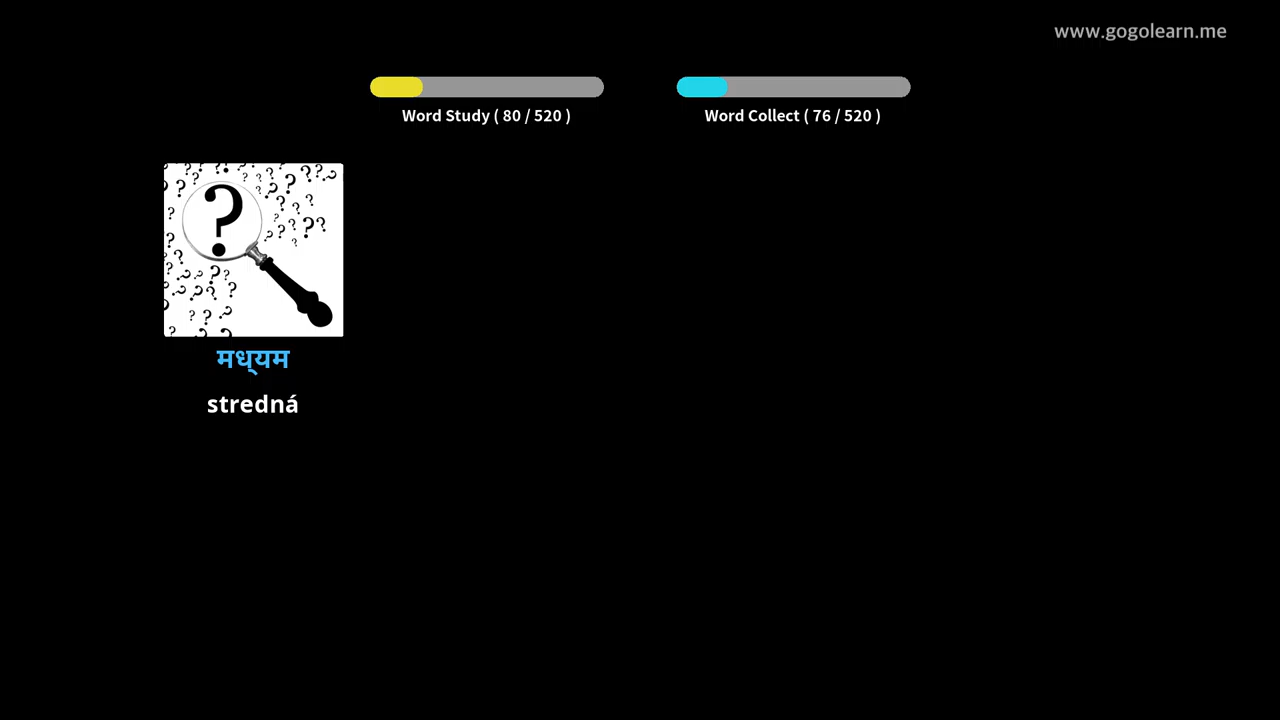 www.gogolearn.me
Word Study ( 80 / 520 )
Word Collect ( 76 / 520 )
मध्यम
stredná